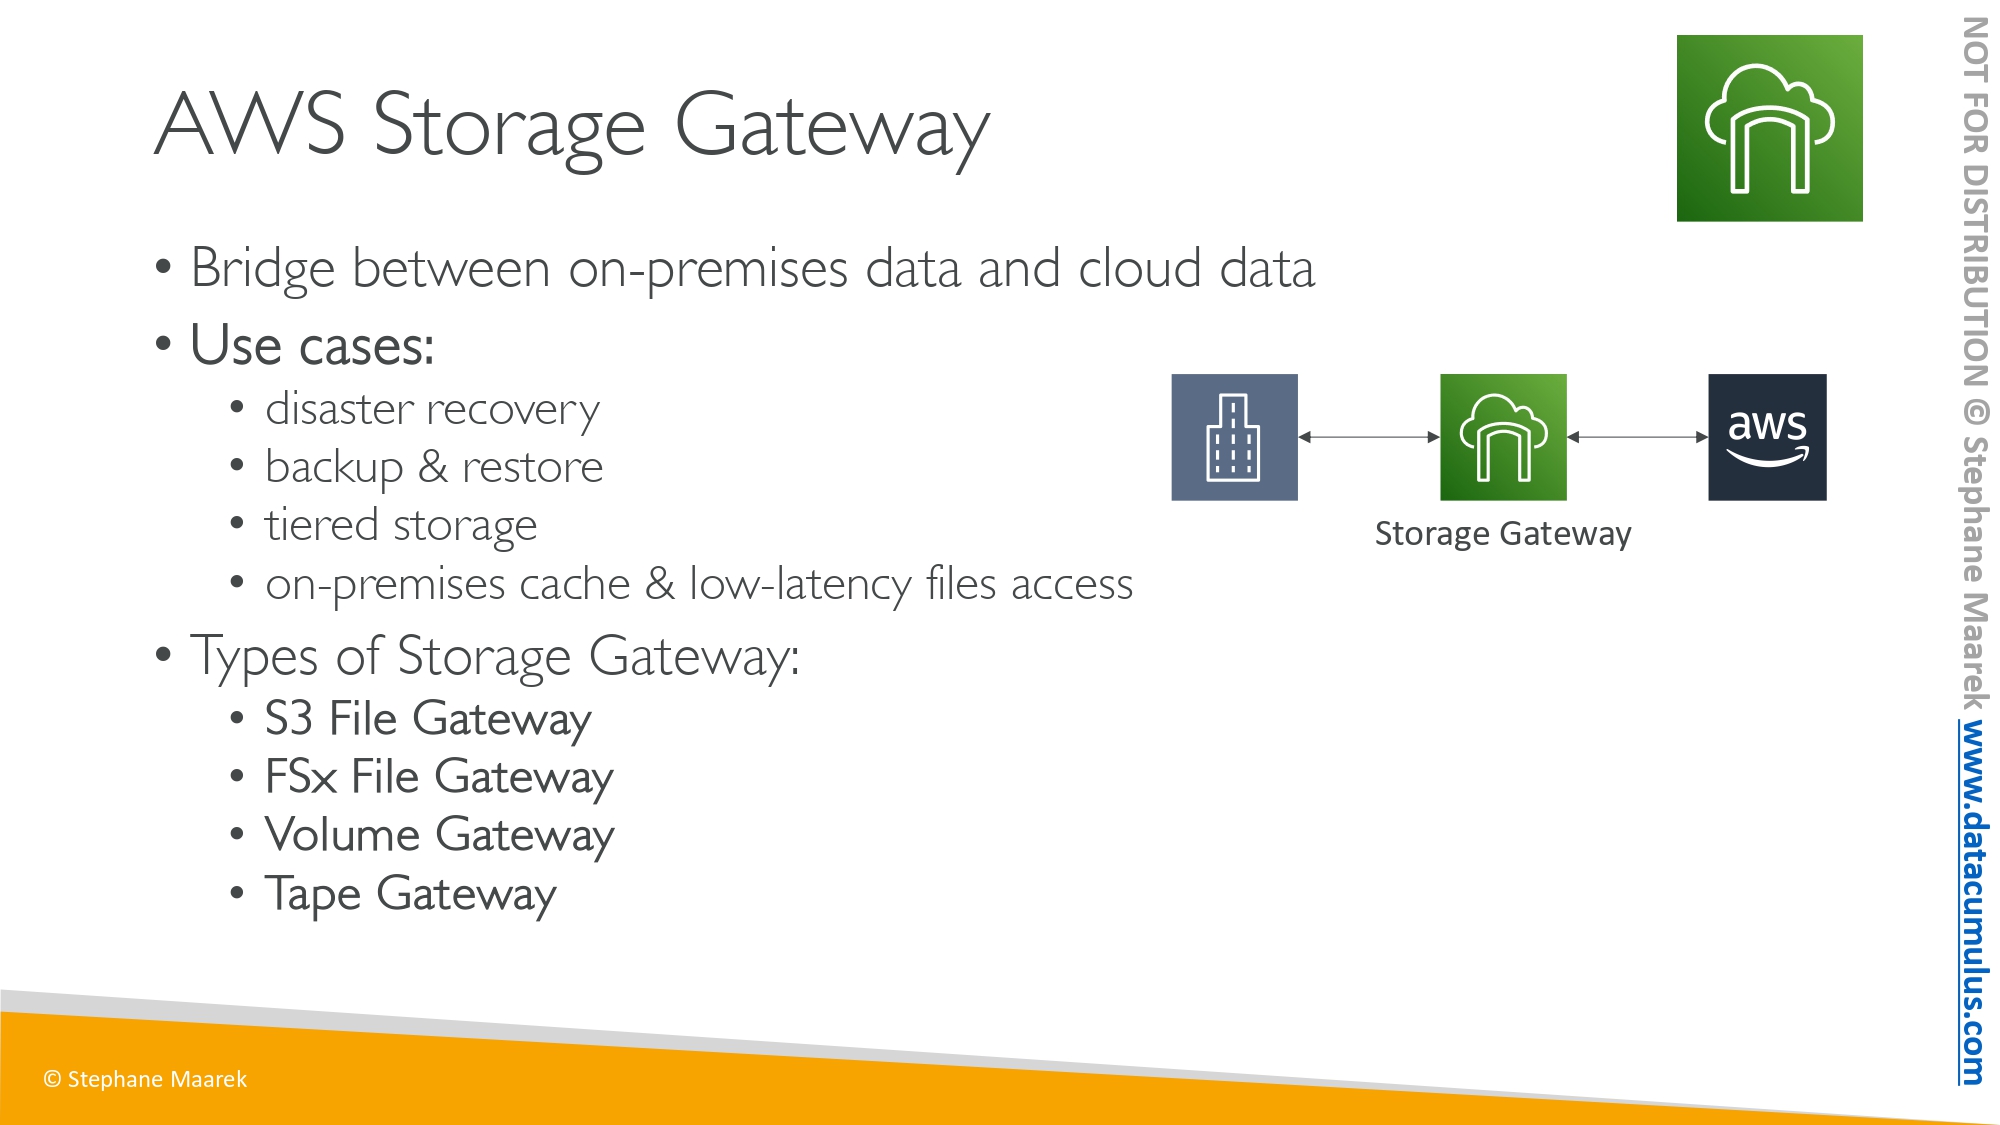 AWS Storage Gateway
• Bridge between on-premises data and cloud data
• Use cases:
• disaster recovery
• backup & restore
• tiered storage
• on-premises cache & low-latency files access
• Types of Storage Gateway:
• S3 File Gateway
• FSx File Gateway
• Volume Gateway
• Tape Gateway
aws
Storage Gateway
© Stephane Maarek
NOT FOR DISTRIBUTION © Stephane Maarek www.datacumulus.com